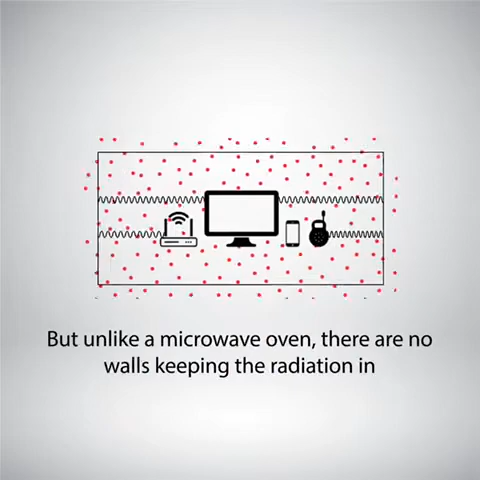 But unlike a microwave oven, there are no
walls keeping the radiation in